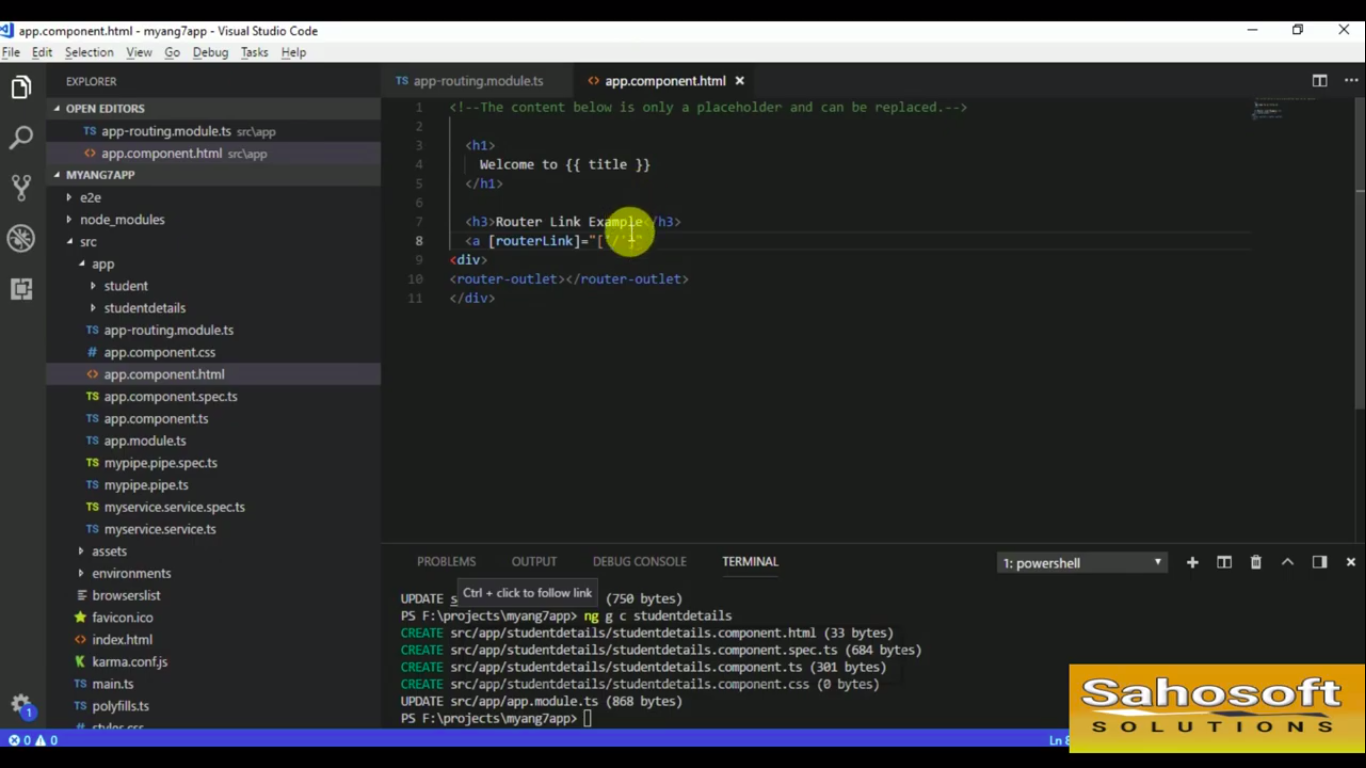 app.component.html - myang7app - Visual Studio Code
File Edit Selection View Go Debug Tasks Help
EXPLORER
OPEN EDITORS
TS app-routing.module.ts src\app
<> app.component.html src\app
MYANG7APP
e2e
node_modules
src
app
student
studentdetails
TS app-routing.module.ts
# app.component.css
<> app.component.html
TS app.component.spec.ts
TS app.component.ts
TS app.module.ts
TS mypipe.pipe.spec.ts
TS mypipe.pipe.ts
TS myservice.service.spec.ts
TS myservice.service.ts
assets
environments
browserslist
favicon.ico
<> index.html
K karma.conf.js
TS main.ts
TS polyfills.ts
styles.css
1
0 0
TS app-routing.module.ts <> app.component.html
1 <!--The content below is only a placeholder and can be replaced.-->
2
3 <h1>
4 Welcome to {{ title }}
5 </h1>
6
7 <h3>Router Link Example</h3>
8 <a [routerLink]="['/']"
9 <div>
10 <router-outlet></router-outlet>
11 </div>
PROBLEMS OUTPUT DEBUG CONSOLE TERMINAL 1: powershell
Ctrl + click to follow link
UPDATE s (750 bytes)
PS F:\projects\myang7app> ng g c studentdetails
CREATE src/app/studentdetails/studentdetails.component.html (33 bytes)
CREATE src/app/studentdetails/studentdetails.component.spec.ts (684 bytes)
CREATE src/app/studentdetails/studentdetails.component.ts (301 bytes)
CREATE src/app/studentdetails/studentdetails.component.css (0 bytes)
UPDATE src/app/app.module.ts (868 bytes)
PS F:\projects\myang7app>
Ln 8
Sahosoft
SOLUTIONS